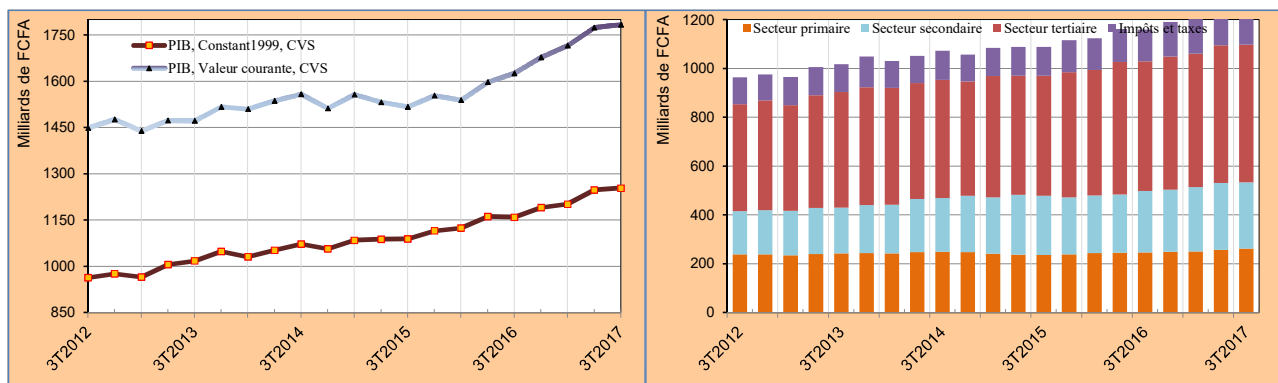 Milliards de FCFA
1750
1600
1450
1300
1150
1000
850
PIB, Constant1999, CVS
PIB, Valeur courante, CVS
3T2012
3T2013
3T2014
3T2015
3T2016
3T2017
Milliards de FCFA
1200
1000
800
600
400
200
0
Secteur primaire
Secteur secondaire
Secteur tertiaire
Impôts et taxes
3T2012
3T2013
3T2014
3T2015
3T2016
3T2017